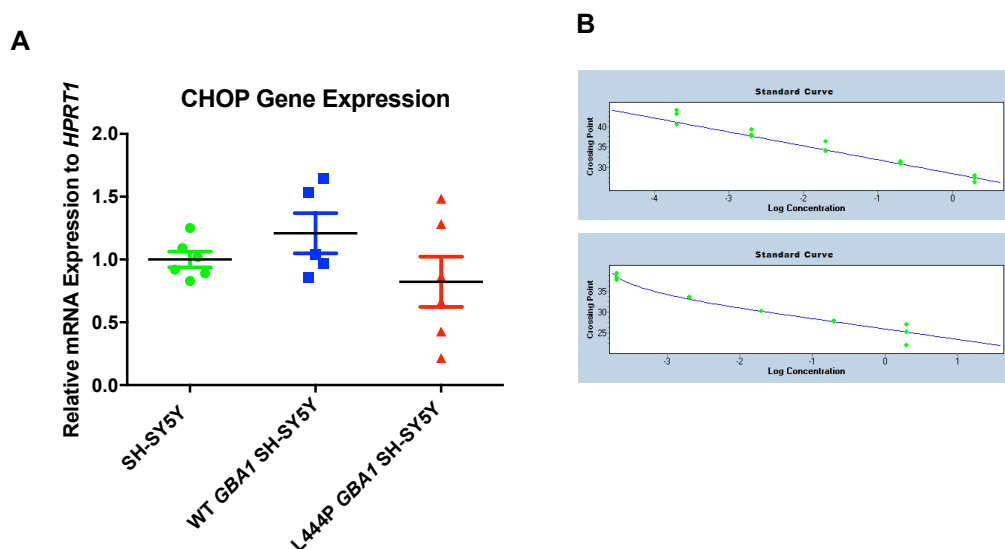 A
CHOP Gene Expression
Relative mRNA Expression to HPRT1
2.0
1.5
1.0
0.5
0.0
SH-SY5Y
WT GBA1 SH-SY5Y
L444P GBA1 SH-SY5Y
B
Standard Curve
Crossing Point
40
35
30
-4
-3
-2
-1
0
Log Concentration
Standard Curve
Crossing Point
35
30
25
-3
-2
-1
0
1
Log Concentration